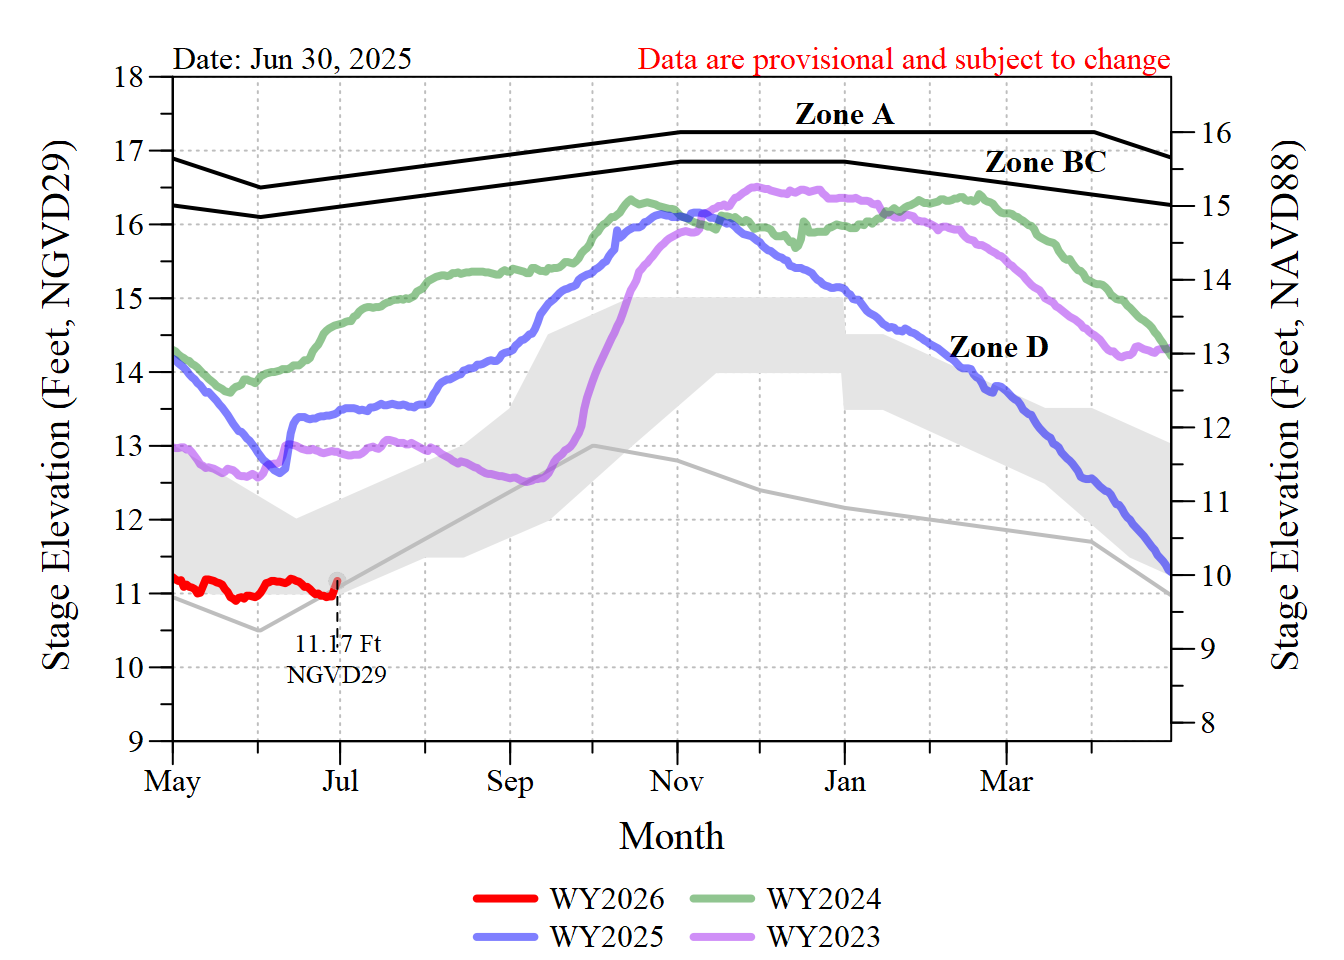 Date: Jun 30, 2025
Data are provisional and subject to change
18
17
16
15
14
13
12
11
10
9
Stage Elevation (Feet, NGVD29)
Zone A
Zone BC
Zone D
11.17 Ft
NGVD29
16
15
14
13
12
11
10
9
8
Stage Elevation (Feet, NAVD88)
May Jul Sep Nov Jan Mar
Month
WY2026 WY2024
WY2025 WY2023